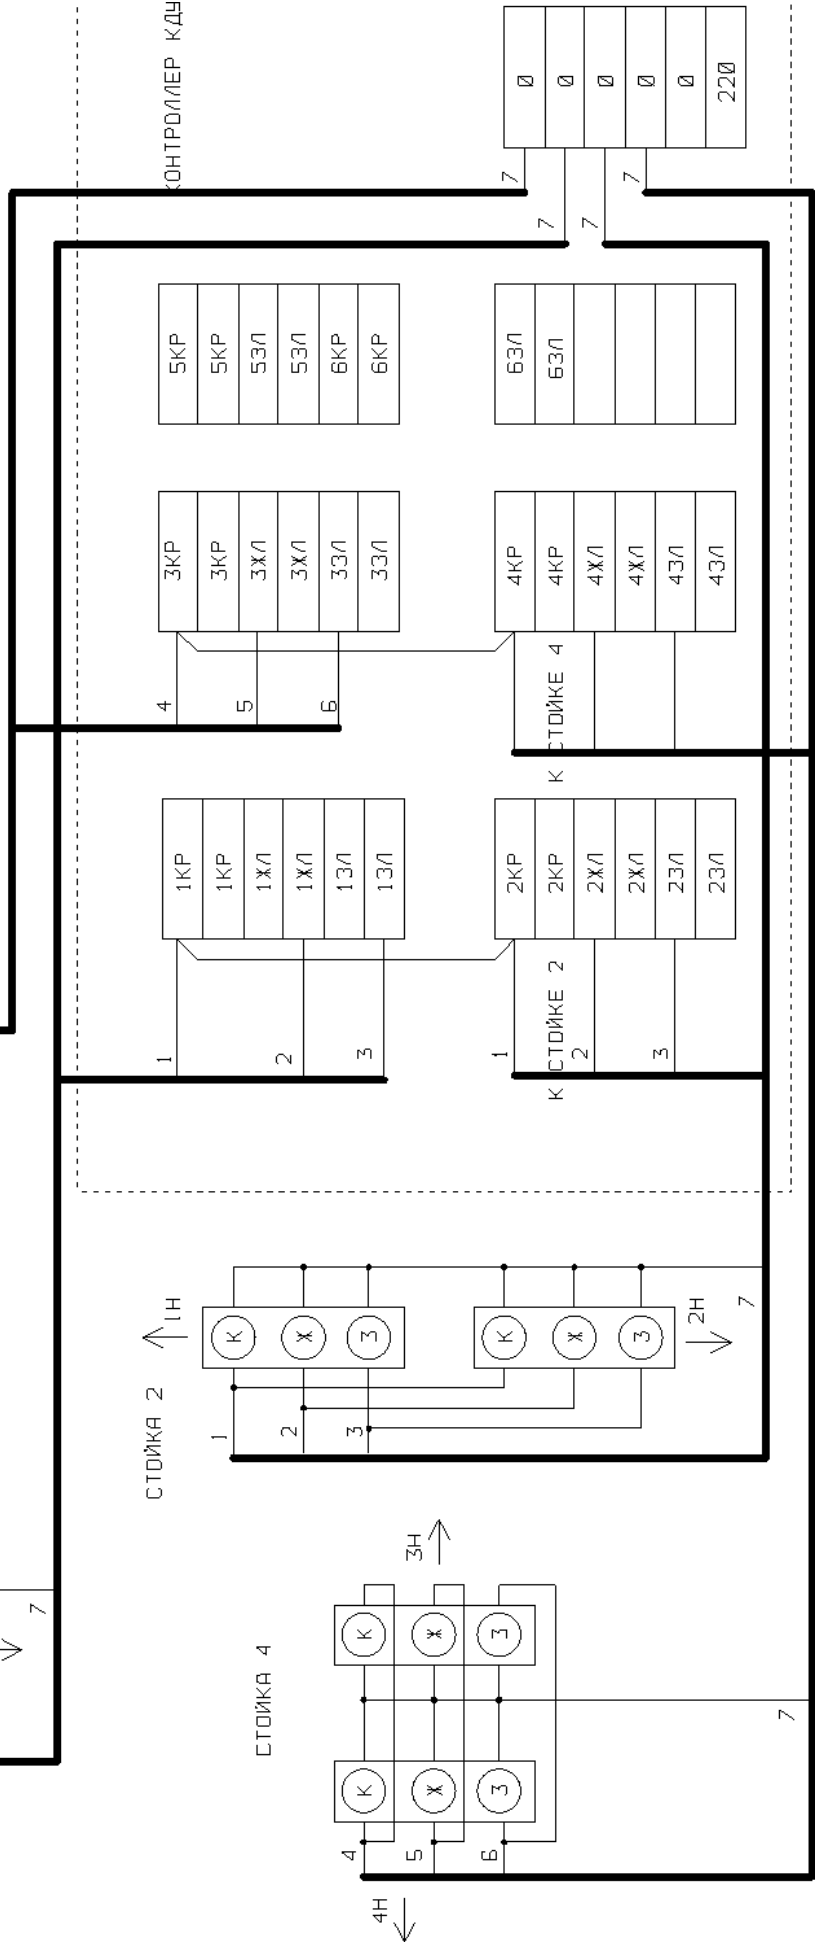 КОНТРОЛЛЕР КДУ
0
0
0
0
0
220
7
7
7
7
5КР
5КР
5ЗЛ
5ЗЛ
6КР
6КР
6ЗЛ
6ЗЛ
3КР
3КР
3ЖЛ
3ЖЛ
3ЗЛ
3ЗЛ
4КР
4КР
4ЖЛ
4ЖЛ
4ЗЛ
4ЗЛ
4
5
6
К СТОЙКЕ 4
1КР
1КР
1ЖЛ
1ЖЛ
1ЗЛ
1ЗЛ
2КР
2КР
2ЖЛ
2ЖЛ
2ЗЛ
2ЗЛ
1
2
3
1
2
3
К СТОЙКЕ 2
1Н
К
Ж
З
К
Ж
З
2Н
7
СТОЙКА 2
1
2
3
3Н
7
К
Ж
З
СТОЙКА 4
7
К
Ж
З
4
5
6
4Н